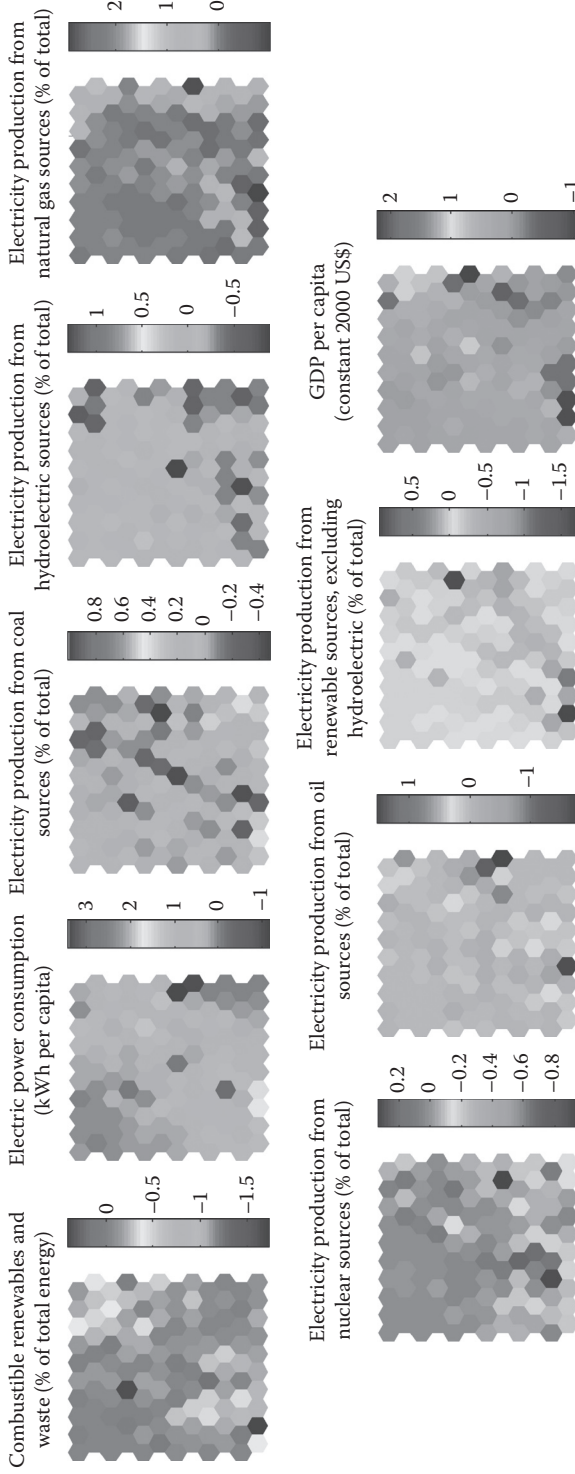 Combustible renewables and
waste (% of total energy)
0
−0.5
−1
−1.5
Electric power consumption
(kWh per capita)
3
2
1
0
−1
Electricity production from coal
sources (% of total)
0.8
0.6
0.4
0.2
0
−0.2
−0.4
Electricity production from
hydroelectric sources (% of total)
1
0.5
0
−0.5
Electricity production from
natural gas sources (% of total)
2
1
0
Electricity production from
nuclear sources (% of total)
0.2
0
−0.2
−0.4
−0.6
−0.8
Electricity production from oil
sources (% of total)
1
0
−1
Electricity production from
renewable sources, excluding
hydroelectric (% of total)
0.5
0
−0.5
−1
−1.5
GDP per capita
(constant 2000 US$)
2
1
0
−1